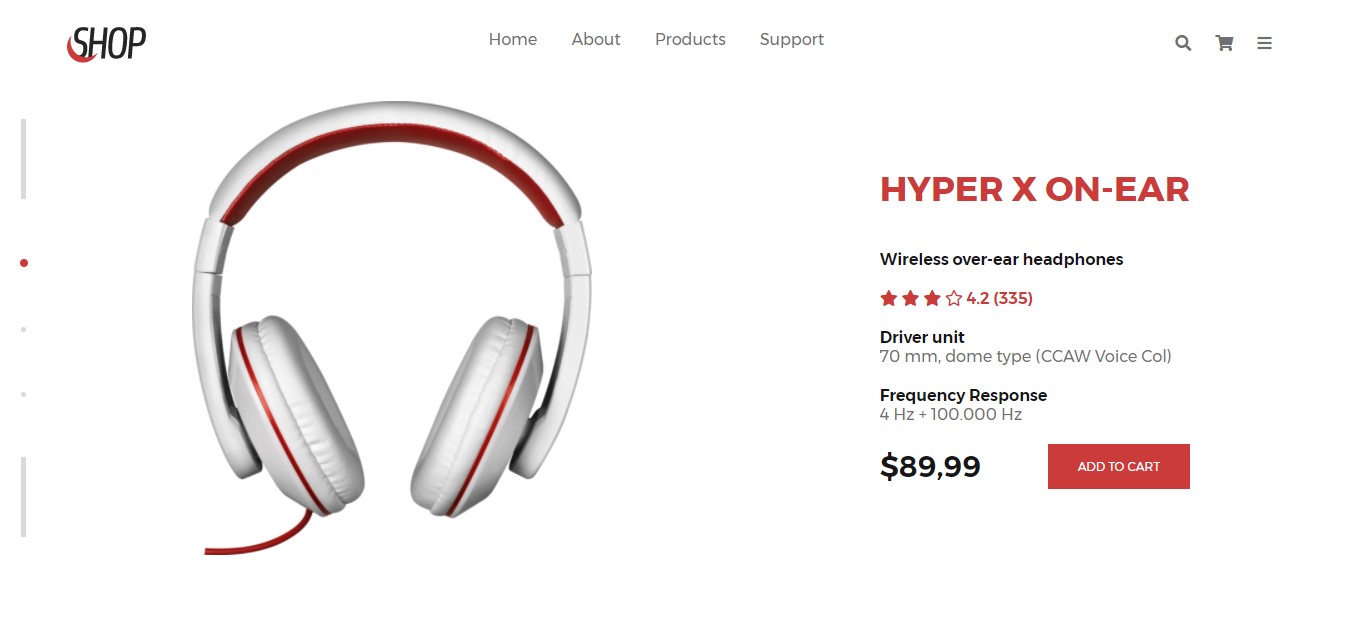 SHOP
Home About Products Support
HYPER X ON-EAR
Wireless over-ear headphones
4.2 (335)
Driver unit
70 mm, dome type (CCAW Voice Col)
Frequency Response
4 Hz ÷ 100.000 Hz
$89,99
ADD TO CART